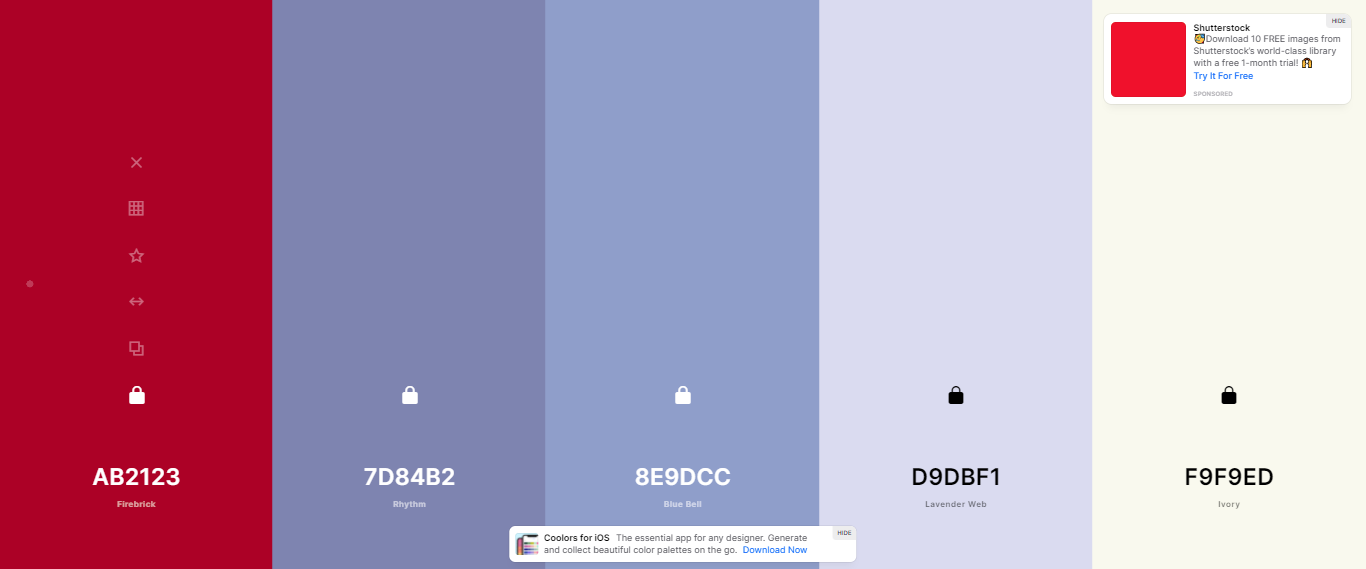 HIDE
Shutterstock
Download 10 FREE images from
Shutterstock's world-class library
with a free 1-month trial!
Try It For Free
SPONSORED
AB2123
Firebrick
7D84B2
Rhythm
8E9DCC
Blue Bell
D9DBF1
Lavender Web
F9F9ED
Ivory
HIDE
Coolors for iOS The essential app for any designer. Generate
and collect beautiful color palettes on the go. Download Now